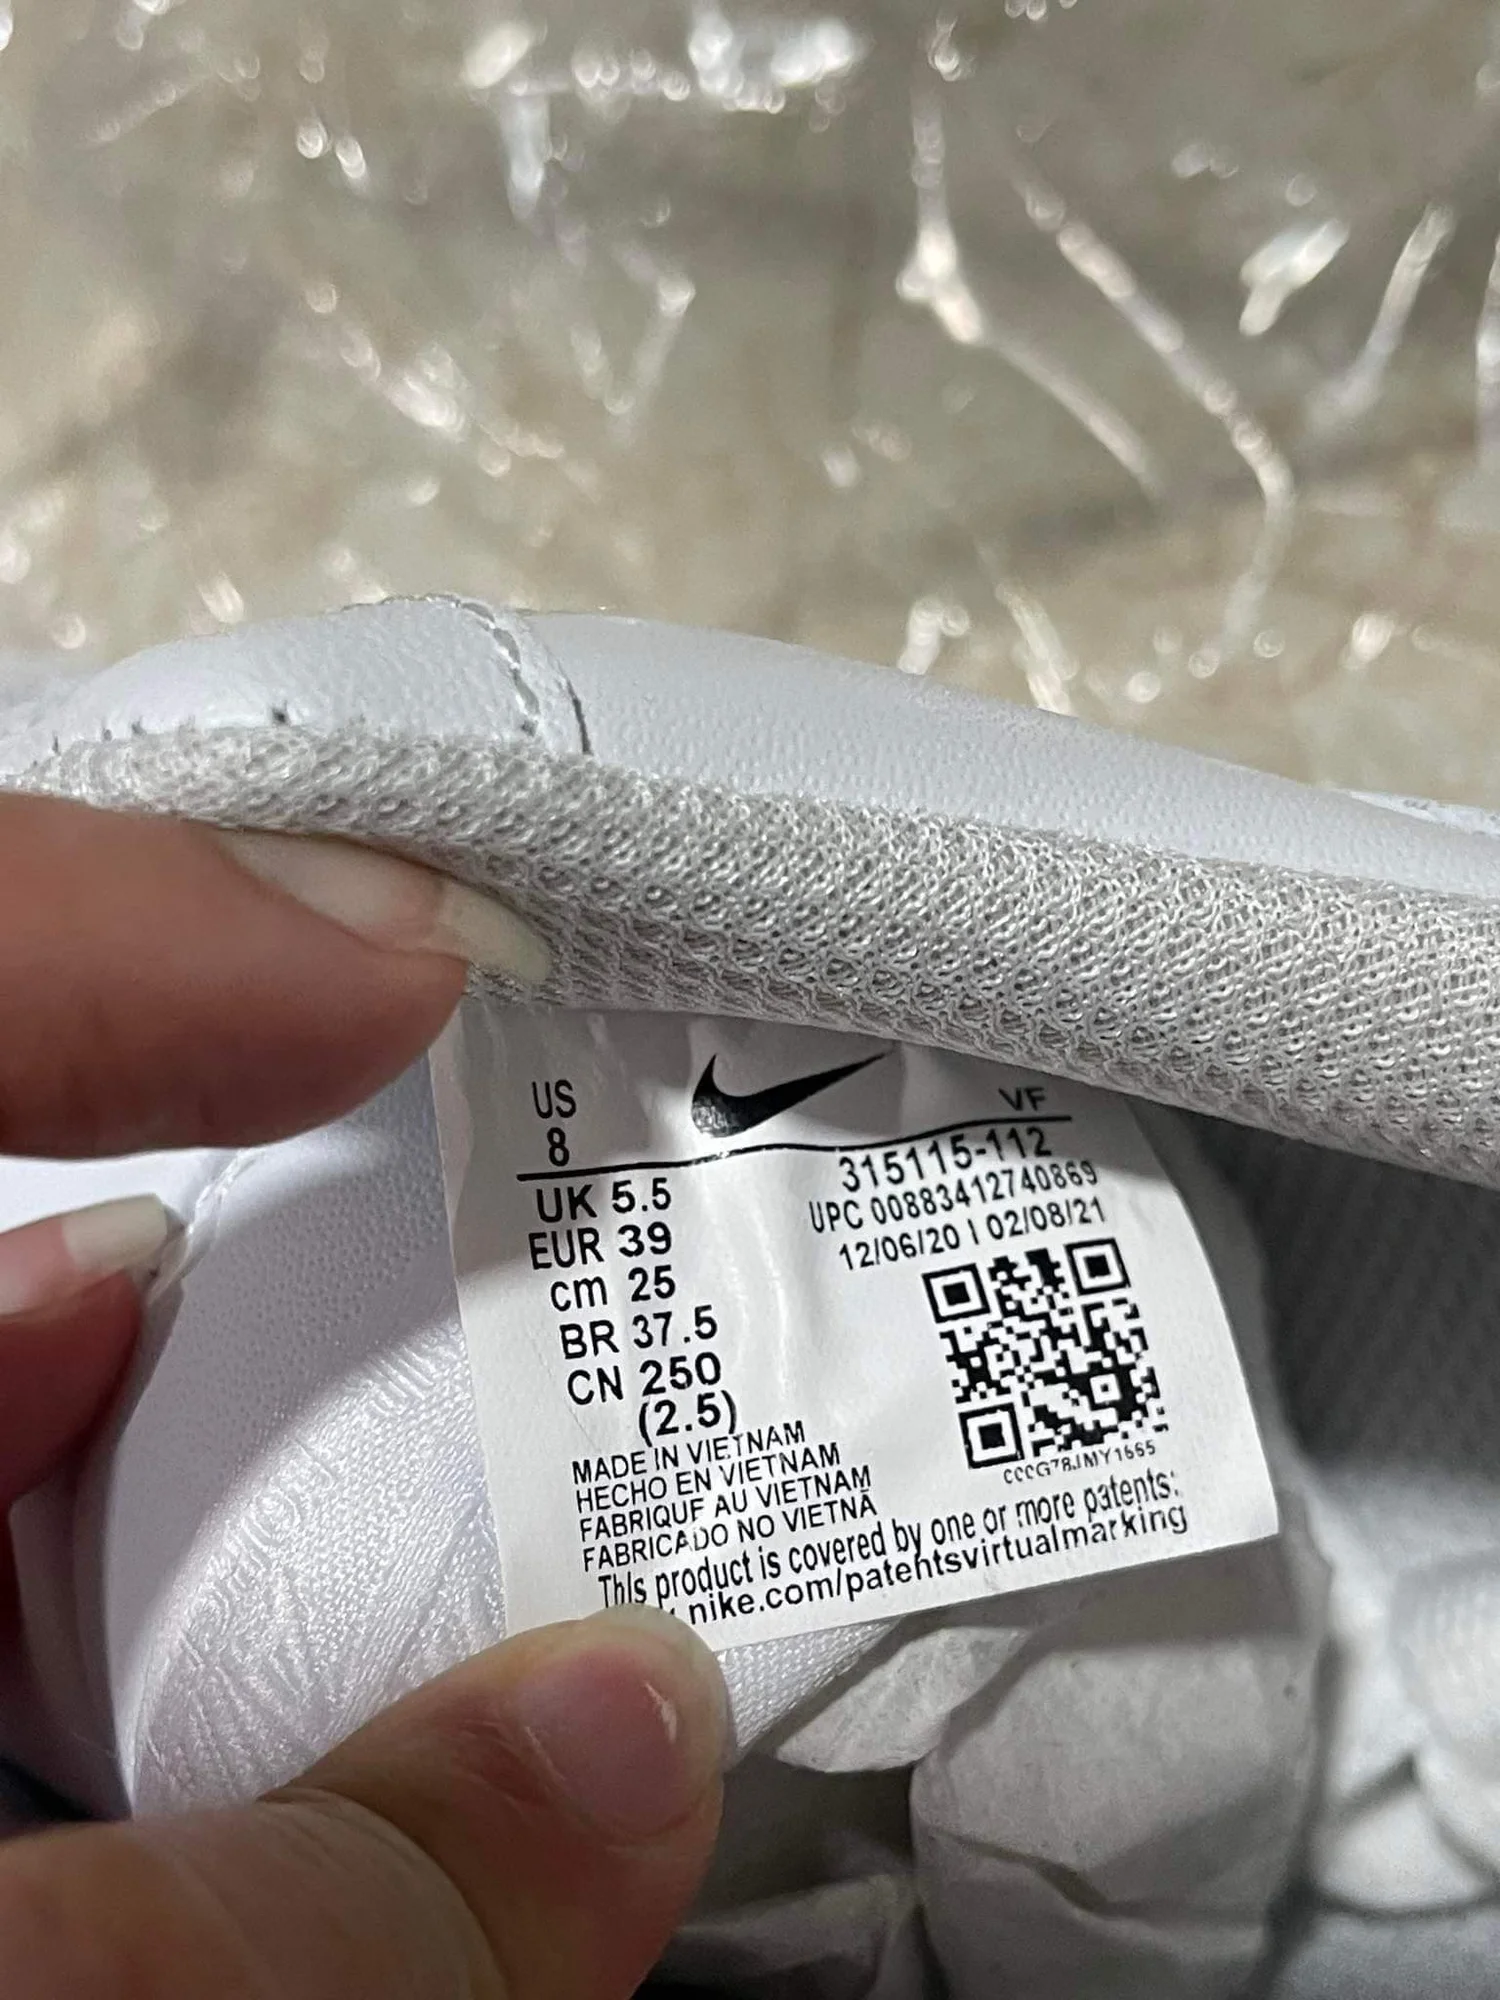 US
8
UK 5.5
EUR 39
cm 25
BR 37.5
CN 250
(2.5)
VF
315115-112
UPC 00883412740869
12/06/20 | 02/08/21
CCCG78JMY1665
MADE IN VIETNAM
HECHO EN VIETNAM
FABRIQUE AU VIETNAM
FABRICADO NO VIETNÃ
This product is covered by one or more patents:
nike.com/patentsvirtualmarking